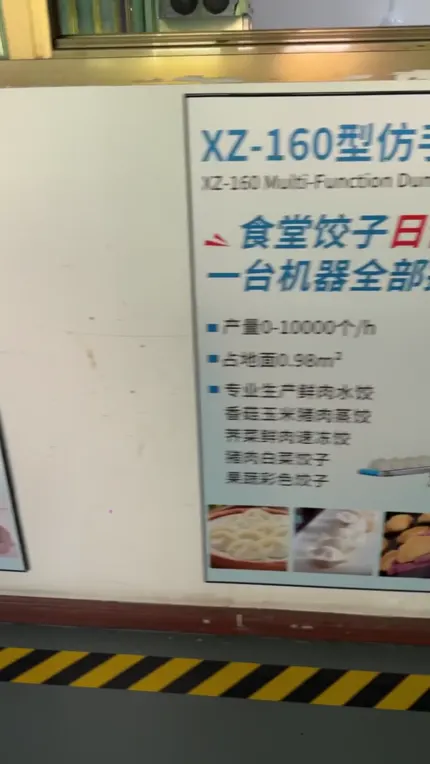 XZ-160型仿手
XZ-160 Multi-Function Dum
食堂饺子日
一台机器全部
产量0-10000个/h
占地面0.98m²
专业生产鲜肉水饺
香菇玉米猪肉蒸饺
荠菜鲜肉速冻饺
猪肉白菜饺子
果蔬彩色饺子